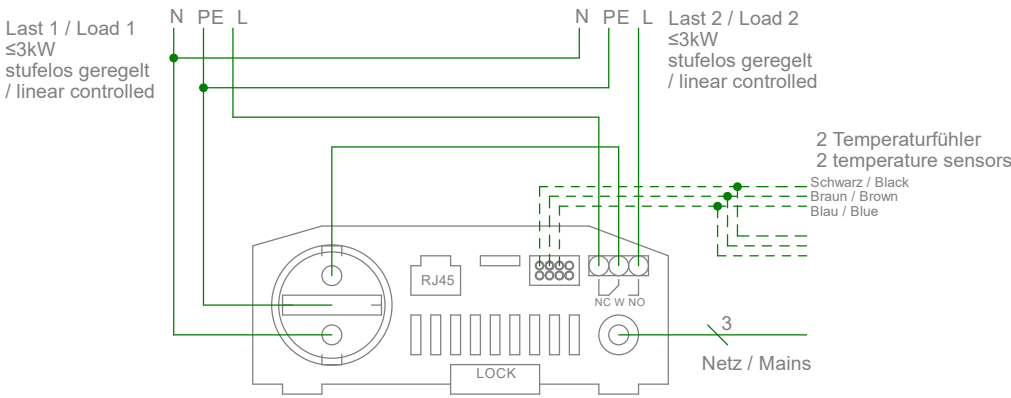 N PE L
Last 1 / Load 1
≤3kW
stufelos geregelt
/ linear controlled
N PE L
Last 2 / Load 2
≤3kW
stufelos geregelt
/ linear controlled
2 Temperaturfühler
2 temperature sensors
Schwarz / Black
Braun / Brown
Blau / Blue
RJ45
NC W NO
3
Netz / Mains
LOCK